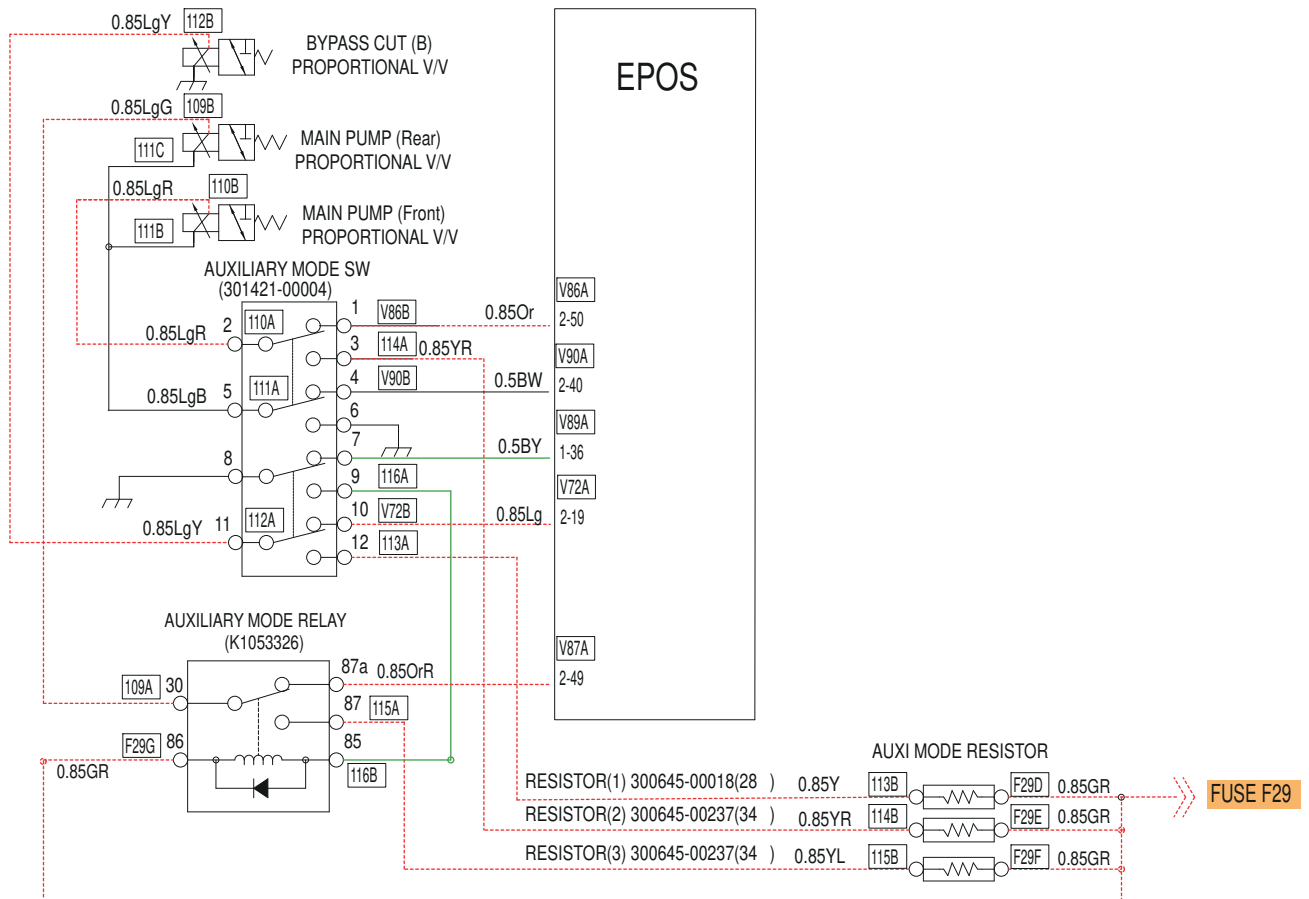 0.85LgY 112B
BYPASS CUT (B)
PROPORTIONAL V/V
EPOS
0.85LgG 109B
111C
MAIN PUMP (Rear)
PROPORTIONAL V/V
0.85LgR 110B
111B
MAIN PUMP (Front)
PROPORTIONAL V/V
AUXILIARY MODE SW
(301421-00004)
0.85LgR 2 110A 1 V86B 0.85Or V86A
2-50
3 114A 0.85YR
0.85LgB 5 111A 4 V90B 0.5BW V90A
2-40
6
8 7 0.5BY V89A
1-36
9 116A
0.85LgY 11 112A 10 V72B 0.85Lg V72A
2-19
12 113A
AUXILIARY MODE RELAY
(K1053326)
109A 30 87a 0.85OrR V87A
2-49
87 115A
F29G 86 85
0.85GR 116B
AUXI MODE RESISTOR
RESISTOR(1) 300645-00018(28 ) 0.85Y 113B F29D 0.85GR FUSE F29
RESISTOR(2) 300645-00237(34 ) 0.85YR 114B F29E 0.85GR
RESISTOR(3) 300645-00237(34 ) 0.85YL 115B F29F 0.85GR